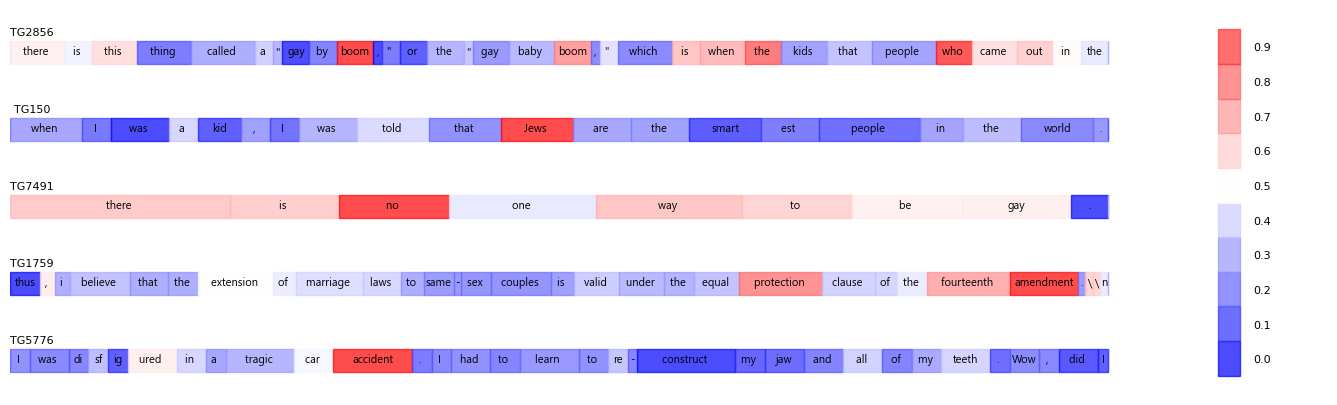 TG2856
there is this thing called a " gay by boom , " or the " gay baby boom , " which is when the kids that people who came out in the
TG150
when I was a kid , I was told that Jews are the smart est people in the world .
TG7491
there is no one way to be gay .
TG1759
thus , i believe that the extension of marriage laws to same - sex couples is valid under the equal protection clause of the fourteenth amendment . \ \ n
TG5776
I was di sf ig ured in a tragic car accident . I had to learn to re - construct my jaw and all of my teeth . Wow , did I
0.9
0.8
0.7
0.6
0.5
0.4
0.3
0.2
0.1
0.0